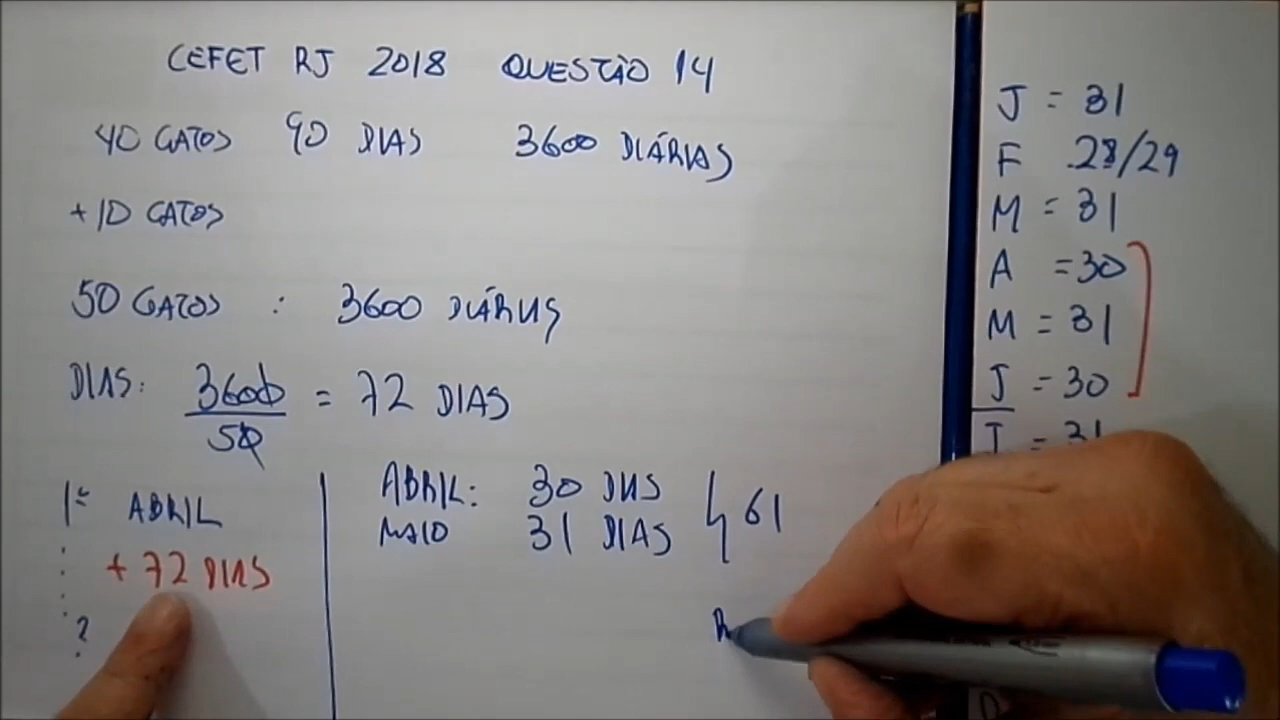 CEFET RJ 2018 QUESTÃO 14
40 GATOS 90 DIAS 3600 DIÁRIAS
+10 GATOS
50 GATOS : 3600 DIÁRIAS
DIAS: 3600/50 = 72 DIAS
1º ABRIL
+ 72 DIAS
?
ABRIL: 30 DIAS
MAIO 31 DIAS
61
J = 31
F 28/29
M = 31
A = 30
M = 31
J = 30
J = 31